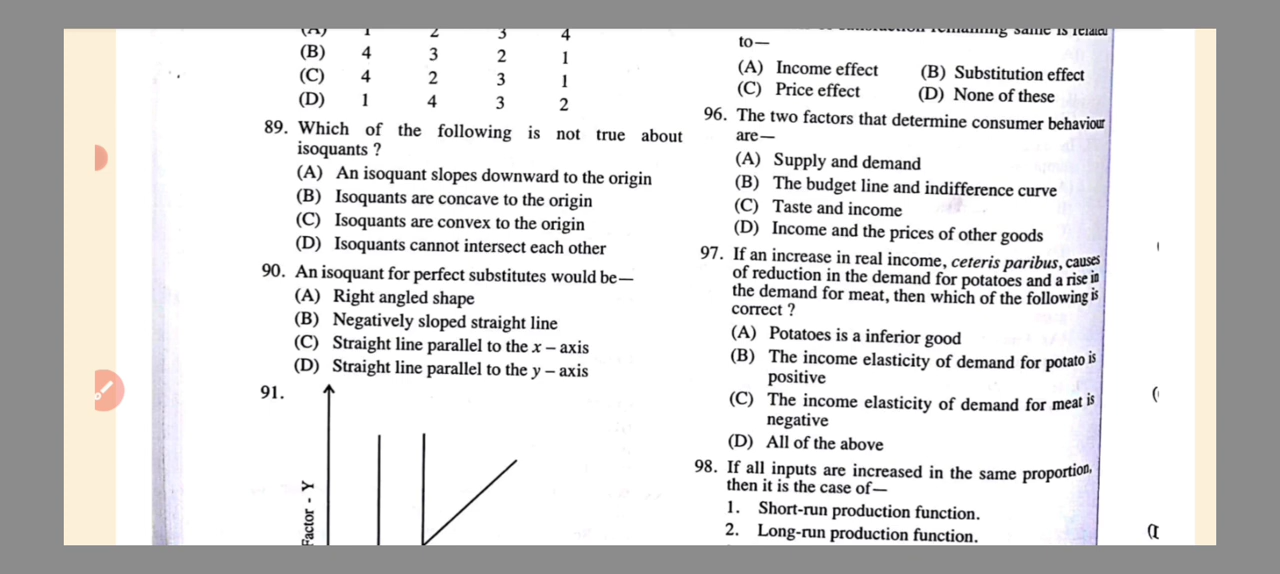 (A) 1 2 3 4
(B) 4 3 2 1
(C) 4 2 3 1
(D) 1 4 3 2
89. Which of the following is not true about
isoquants ?
(A) An isoquant slopes downward to the origin
(B) Isoquants are concave to the origin
(C) Isoquants are convex to the origin
(D) Isoquants cannot intersect each other
90. An isoquant for perfect substitutes would be—
(A) Right angled shape
(B) Negatively sloped straight line
(C) Straight line parallel to the x – axis
(D) Straight line parallel to the y – axis
91.
Factor - Y
remaining same is related
to—
(A) Income effect (B) Substitution effect
(C) Price effect (D) None of these
96. The two factors that determine consumer behaviour
are—
(A) Supply and demand
(B) The budget line and indifference curve
(C) Taste and income
(D) Income and the prices of other goods
97. If an increase in real income, ceteris paribus, causes
of reduction in the demand for potatoes and a rise in
the demand for meat, then which of the following is
correct ?
(A) Potatoes is a inferior good
(B) The income elasticity of demand for potato is
positive
(C) The income elasticity of demand for meat is
negative
(D) All of the above
98. If all inputs are increased in the same proportion,
then it is the case of—
1. Short-run production function.
2. Long-run production function.